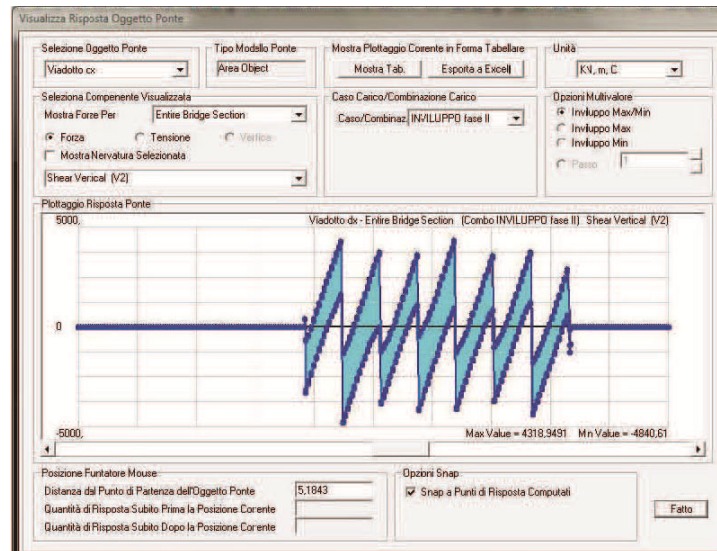 Visualizza Risposta Oggetto Ponte
Selezione Oggetto Ponte
Viadotto cx
Tipo Modello Ponte
Area Object
Mostra Plottaggio Corrente in Forma Tabellare
Mostra Tab.
Esporta a Excell
Unità
KN, m, C
Seleziona Compenente Visualizzata
Mostra Forze Per
Entire Bridge Section
Forza
Tensione
Vertice
Mostra Nervatura Selezionata
Shear Vertical (V2)
Caso Carico/Combinazione Carico
Caso/Combinaz.
INVILUPPO fase II
Opzioni Multivalore
Inviluppo Max/Min
Inviluppo Max
Inviluppo Min
Passo
1
Plottaggio Risposta Ponte
5000,
Viadotto dx - Entire Bridge Section (Combo INVILUPPO fase II) Shear Vertical (V2)
0
-5000,
Max Value = 4318,9491 Min Value = -4840,61
Posizione Puntatore Mouse
Distanza dal Punto di Partenza dell'Oggetto Ponte
5,1843
Quantità di Risposta Subito Prima la Posizione Corrente
Quantità di Risposta Subito Dopo la Posizione Corrente
Opzioni Snap
Snap a Punti di Risposta Computati
Fatto